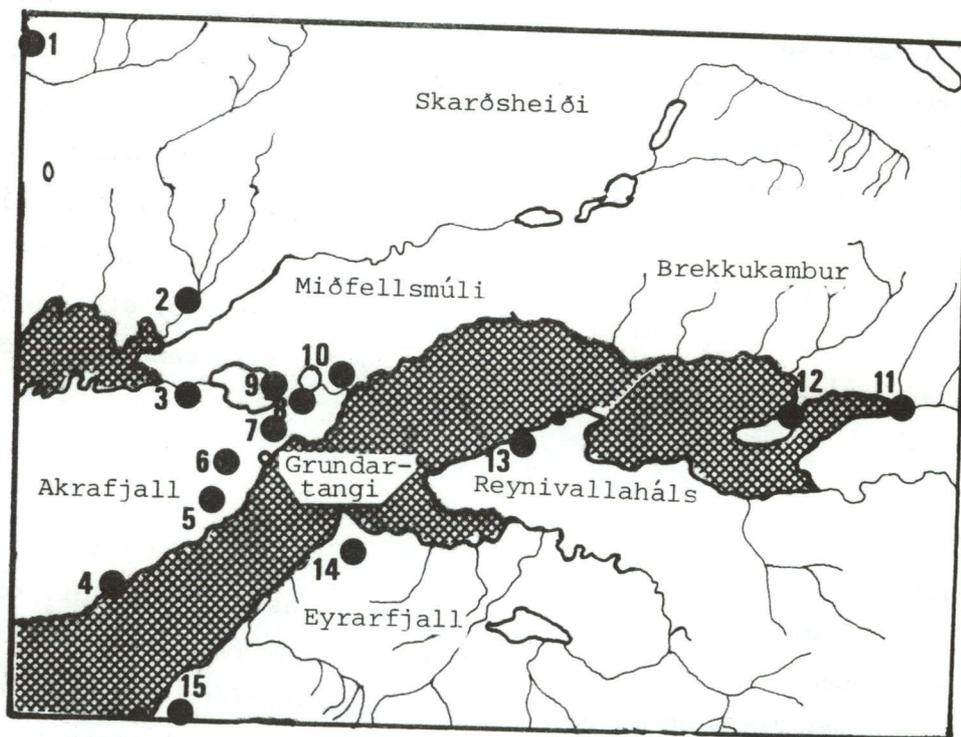 1
Skarðsheiði
Brekkukambur
Miðfellsmúli
2
10
9
8
3
7
12
11
6
Grundar-
tangi
13
Akrafjall
Reynivallaháls
5
14
4
Eyrarfjall
15